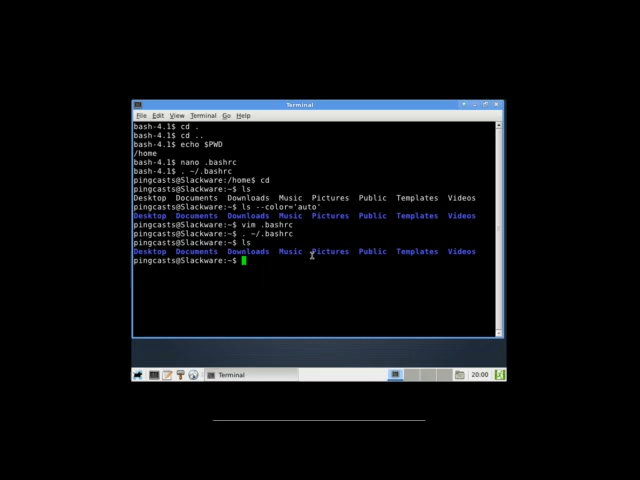 Terminal
File Edit View Terminal Go Help
bash-4.1$ cd .
bash-4.1$ cd ..
bash-4.1$ echo $PWD
/home
bash-4.1$ nano .bashrc
bash-4.1$ . ~/.bashrc
pingcasts@Slackware:/home$ cd
pingcasts@Slackware:~$ ls
Desktop Documents Downloads Music Pictures Public Templates Videos
pingcasts@Slackware:~$ ls --color='auto'
Desktop Documents Downloads Music Pictures Public Templates Videos
pingcasts@Slackware:~$ vim .bashrc
pingcasts@Slackware:~$ . ~/.bashrc
pingcasts@Slackware:~$ ls
Desktop Documents Downloads Music Pictures Public Templates Videos
pingcasts@Slackware:~$
Terminal 20:00